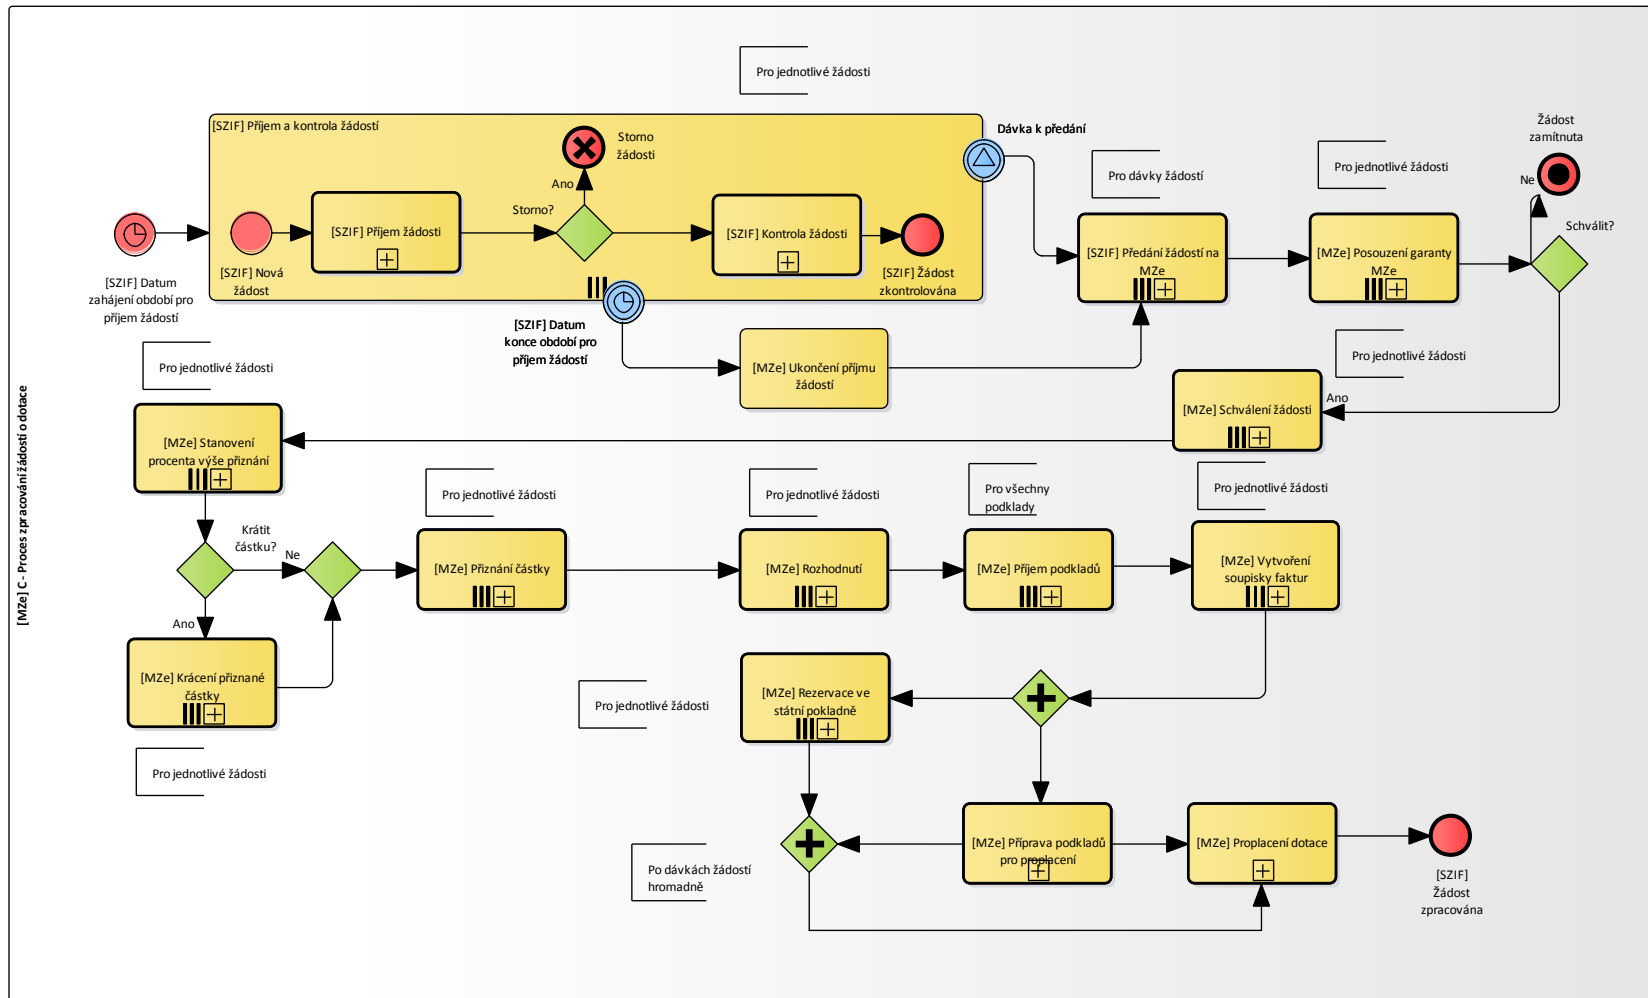 Pro jednotlivé žádosti
[SZIF] Příjem a kontrola žádostí
Storno
žádosti
Dávka k předání
Žádost
zamítnuta
Pro dávky žádostí
Pro jednotlivé žádosti
Ano
Ne
Storno?
Schválit?
[SZIF] Příjem žádosti
[SZIF] Kontrola žádosti
[SZIF] Předání žádostí na
MZe
[MZe] Posouzení garanty
MZe
[SZIF] Datum
zahájení období pro
příjem žádostí
[SZIF] Nová
žádost
[SZIF] Žádost
zkontrolována
[SZIF] Datum
konce období pro
příjem žádostí
[MZe] Ukončení příjmu
žádostí
Pro jednotlivé žádosti
Pro jednotlivé žádosti
Ano
[MZe] Schválení žádosti
[MZe] C - Proces zpracování žádostí o dotace
[MZe] Stanovení
procenta výše přiznání
Pro jednotlivé žádosti
Pro jednotlivé žádosti
Pro všechny
podklady
Pro jednotlivé žádosti
Krátit
částku?
Ne
Ano
[MZe] Přiznání částky
[MZe] Rozhodnutí
[MZe] Příjem podkladů
[MZe] Vytvoření
soupisky faktur
[MZe] Krácení přiznané
částky
Pro jednotlivé žádosti
Pro jednotlivé žádosti
[MZe] Rezervace ve
státní pokladně
Po dávkách žádostí
hromadně
[MZe] Příprava podkladů
pro proplacení
[MZe] Proplacení dotace
[SZIF]
Žádost
zpracována